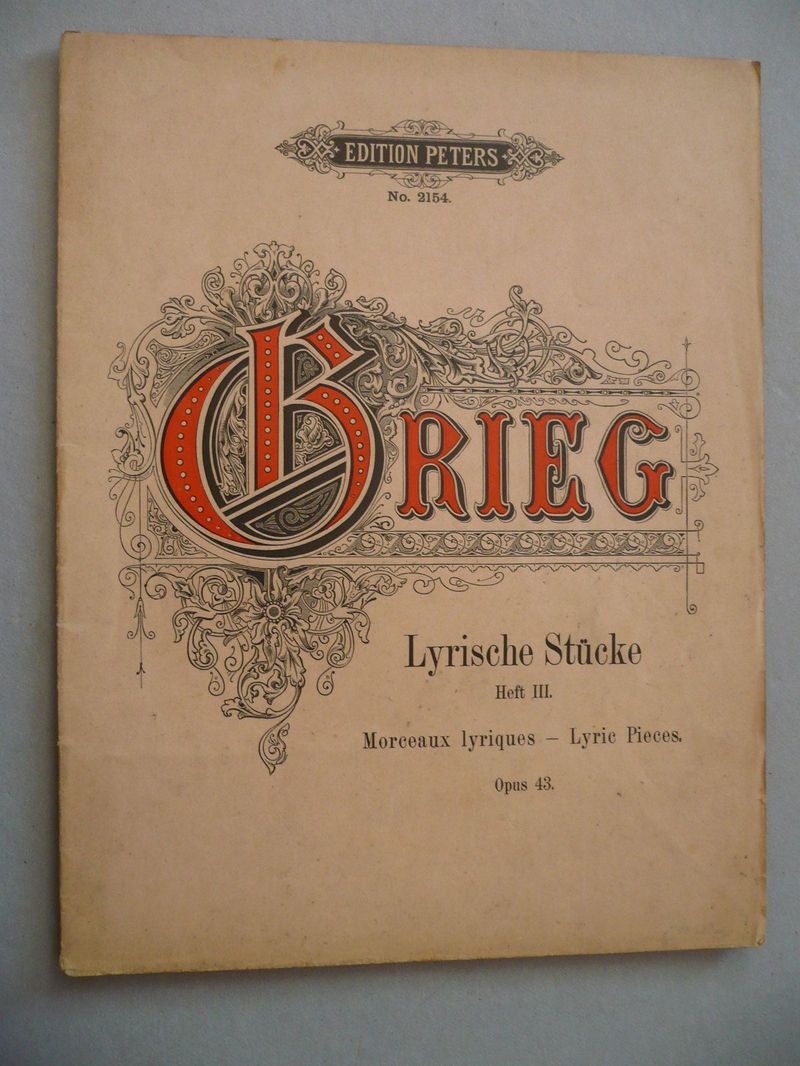 EDITION PETERS
No. 2154.
GRIEG
Lyrische Stücke
Heft III.
Morceaux lyriques – Lyric Pieces.
Opus 43.